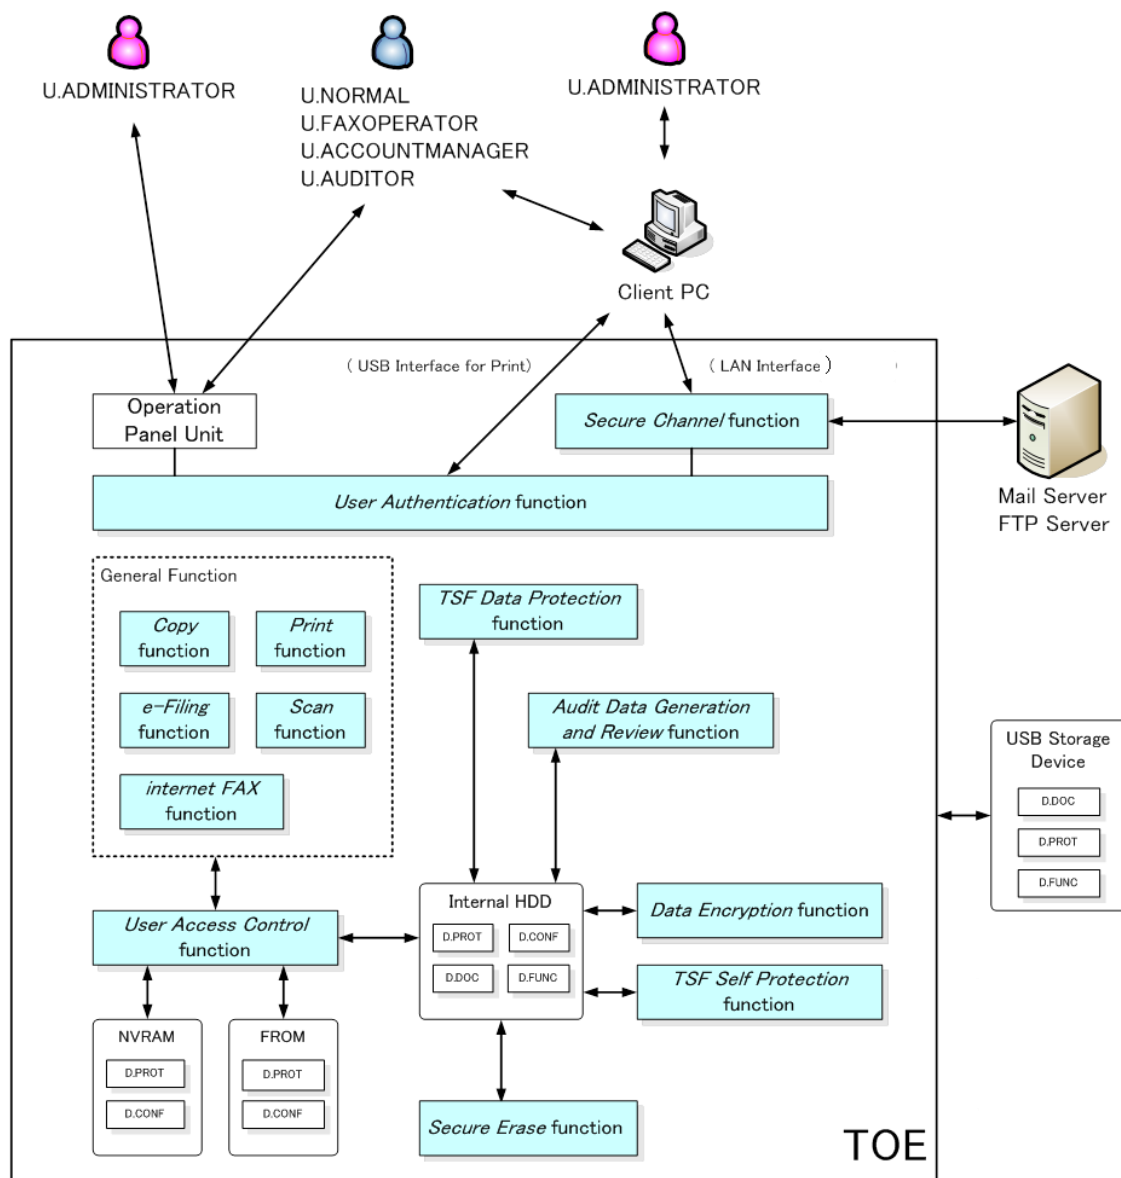 U.ADMINISTRATOR
U.NORMAL
U.FAXOPERATOR
U.ACCOUNTMANAGER
U.AUDITOR
U.ADMINISTRATOR
Client PC
( USB Interface for Print)
( LAN Interface )
Operation
Panel Unit
Secure Channel function
User Authentication function
Mail Server
FTP Server
General Function
Copy
function
Print
function
e-Filing
function
Scan
function
internet FAX
function
TSF Data Protection
function
Audit Data Generation
and Review function
USB Storage
Device
D.DOC
D.PROT
D.FUNC
User Access Control
function
Internal HDD
D.PROT
D.CONF
D.DOC
D.FUNC
Data Encryption function
TSF Self Protection
function
NVRAM
D.PROT
D.CONF
FROM
D.PROT
D.CONF
Secure Erase function
TOE